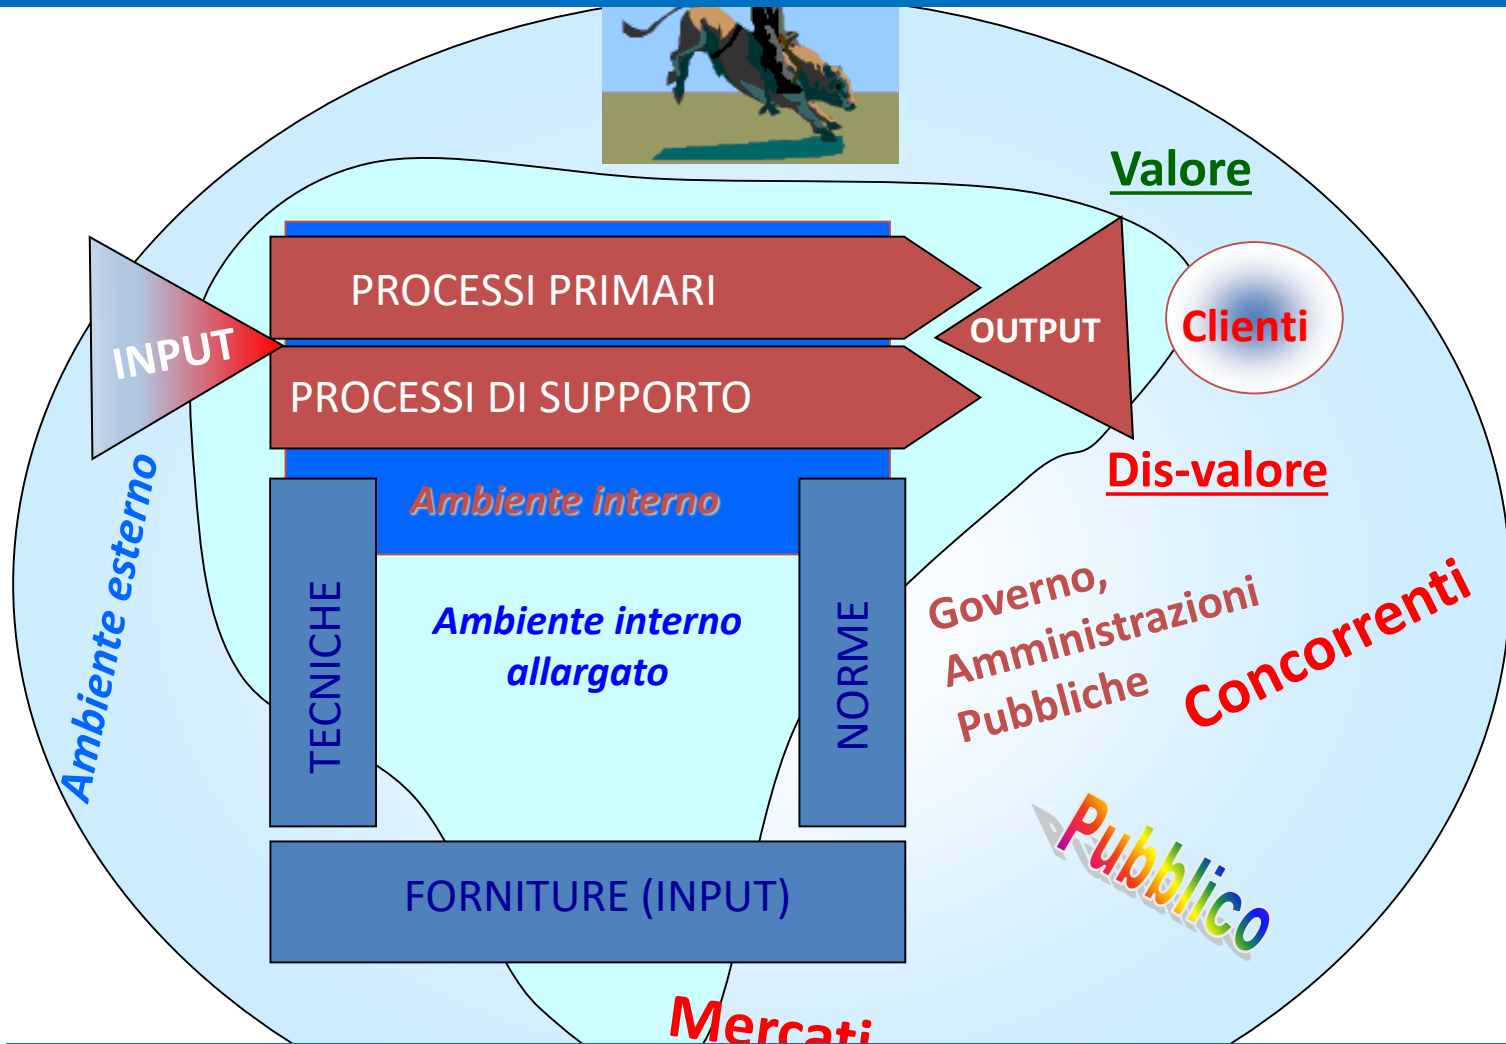 Valore
PROCESSI PRIMARI
INPUT
OUTPUT
Clienti
PROCESSI DI SUPPORTO
Dis-valore
Ambiente interno
Ambiente esterno
TECNICHE
Ambiente interno
allargato
NORME
Governo,
Amministrazioni
Pubbliche
Concorrenti
Pubblico
FORNITURE (INPUT)
Mercati